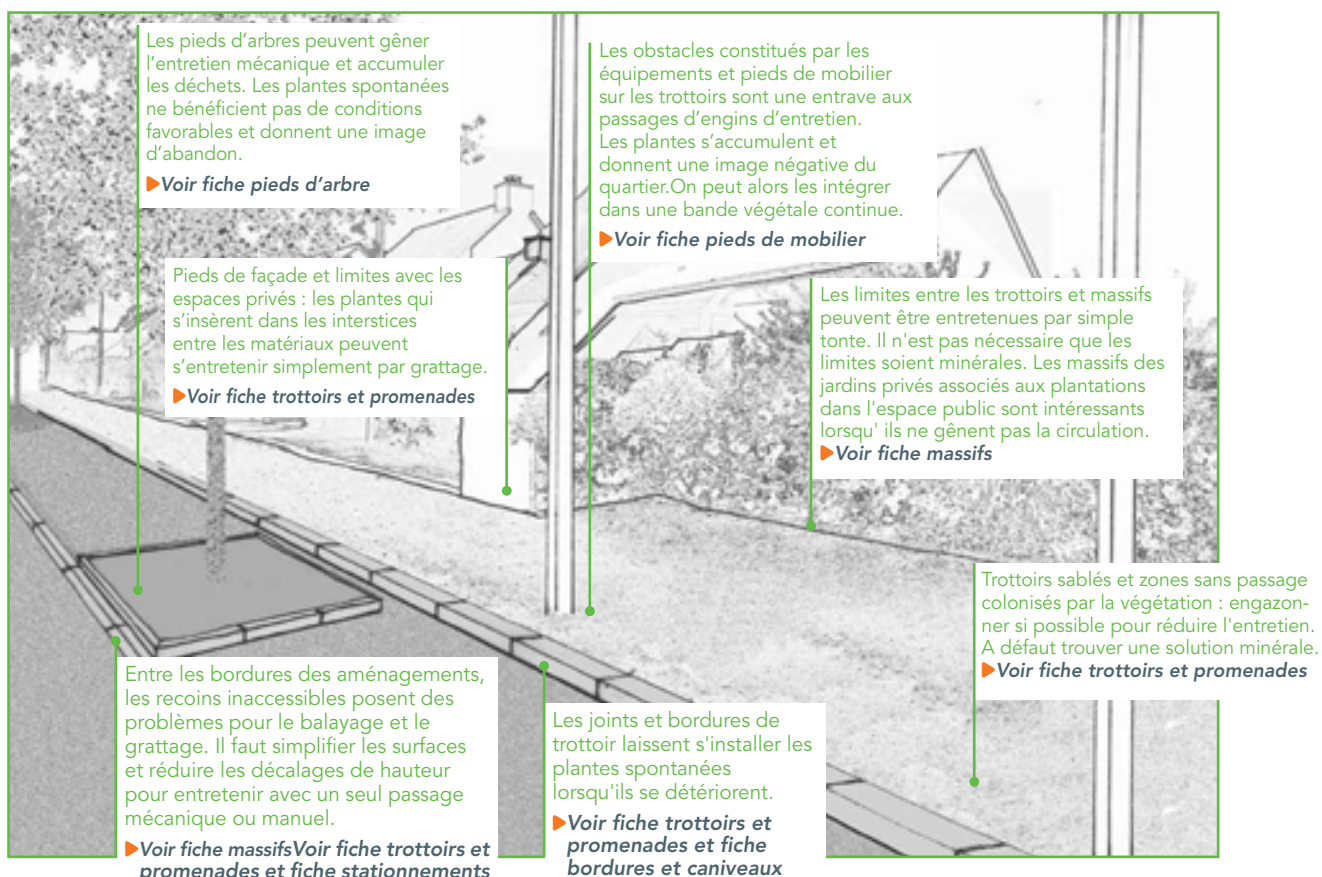 Les pieds d’arbres peuvent gêner
l’entretien mécanique et accumuler
les déchets. Les plantes spontanées
ne bénéficient pas de conditions
favorables et donnent une image
d’abandon.
Voir fiche pieds d’arbre
Les obstacles constitués par les
équipements et pieds de mobilier
sur les trottoirs sont une entrave aux
passages d’engins d’entretien.
Les plantes s’accumulent et
donnent une image négative du
quartier.On peut alors les intégrer
dans une bande végétale continue.
Voir fiche pieds de mobilier
Pieds de façade et limites avec les
espaces privés : les plantes qui
s’insèrent dans les interstices
entre les matériaux peuvent
s’entretenir simplement par grattage.
Voir fiche trottoirs et promenades
Les limites entre les trottoirs et massifs
peuvent être entretenues par simple
tonte. Il n'est pas nécessaire que les
limites soient minérales. Les massifs des
jardins privés associés aux plantations
dans l'espace public sont intéressants
lorsqu' ils ne gênent pas la circulation.
Voir fiche massifs
Trottoirs sablés et zones sans passage
colonisés par la végétation : engazon-
ner si possible pour réduire l'entretien.
A défaut trouver une solution minérale.
Voir fiche trottoirs et promenades
Entre les bordures des aménagements,
les recoins inaccessibles posent des
problèmes pour le balayage et le
grattage. Il faut simplifier les surfaces
et réduire les décalages de hauteur
pour entretenir avec un seul passage
mécanique ou manuel.
Voir fiche massifsVoir fiche trottoirs et
promenades et fiche stationnements
Les joints et bordures de
trottoir laissent s'installer les
plantes spontanées
lorsqu'ils se détériorent.
Voir fiche trottoirs et
promenades et fiche
bordures et caniveaux